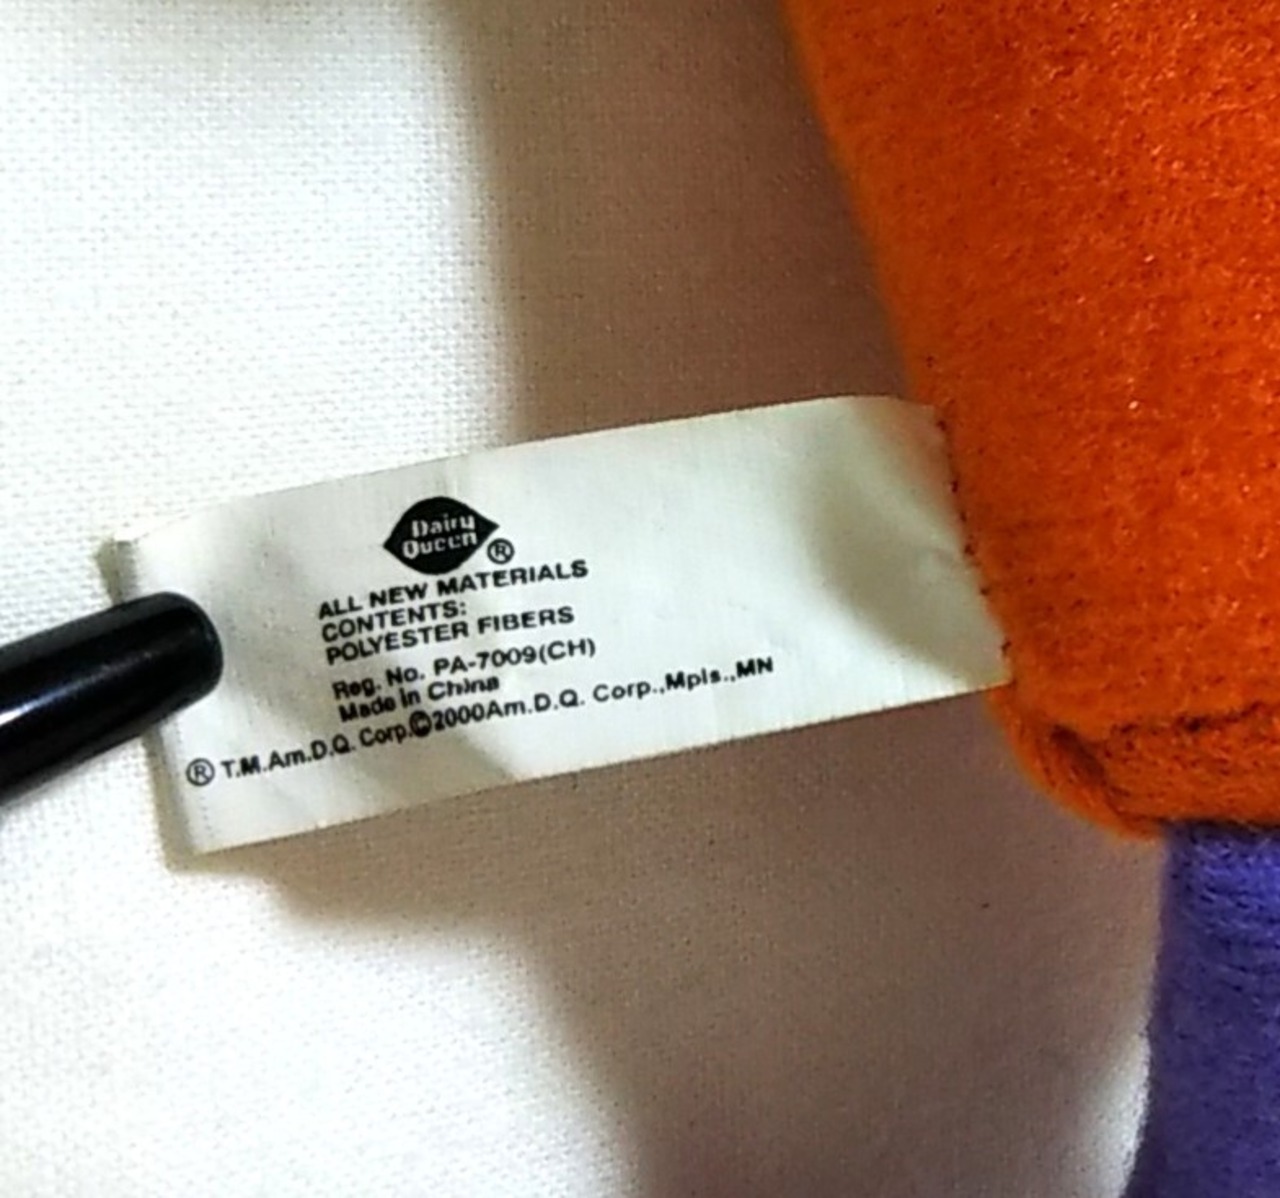 Dairy
Queen®
ALL NEW MATERIALS
CONTENTS:
POLYESTER FIBERS
Reg. No. PA-7009(CH)
Made in China
® T.M.Am.D.Q. Corp.©2000Am.D.Q. Corp.,Mpls.,MN